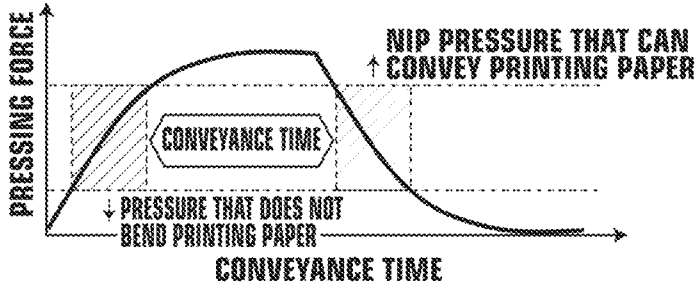 PRESSING FORCE
↑ NIP PRESSURE THAT CAN
CONVEY PRINTING PAPER
CONVEYANCE TIME
↓ PRESSURE THAT DOES NOT
BEND PRINTING PAPER
CONVEYANCE TIME